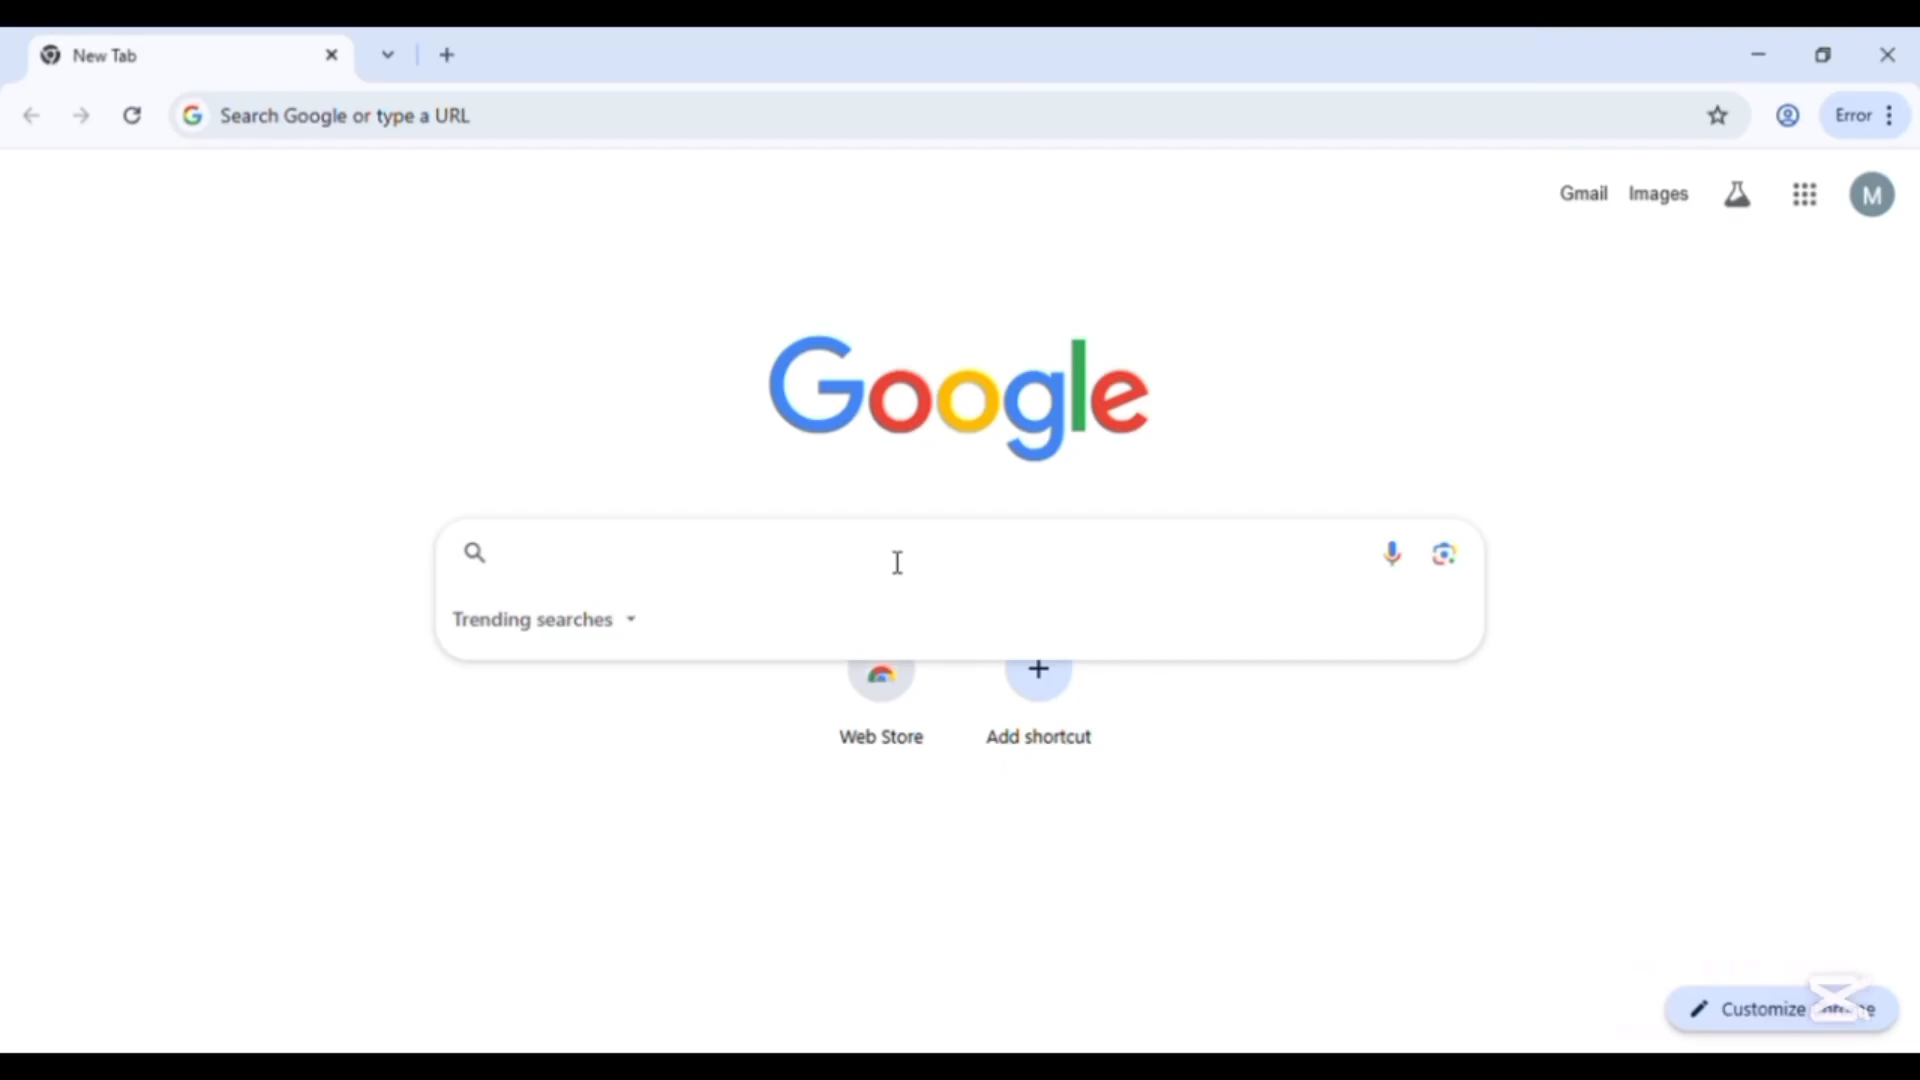 New Tab
Search Google or type a URL
Error
Gmail Images
M
Google
Trending searches
Web Store
Add shortcut
Customize